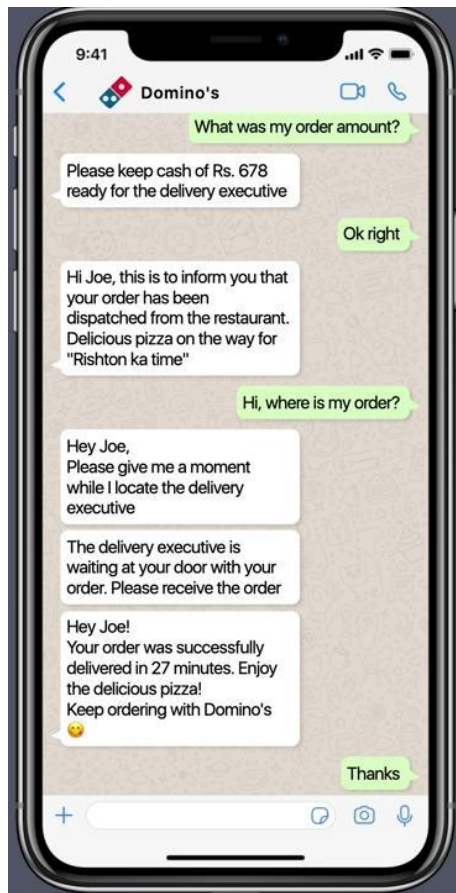 9:41
Domino's
What was my order amount?
Please keep cash of Rs. 678
ready for the delivery executive
Ok right
Hi Joe, this is to inform you that
your order has been
dispatched from the restaurant.
Delicious pizza on the way for
"Rishton ka time"
Hi, where is my order?
Hey Joe,
Please give me a moment
while I locate the delivery
executive
The delivery executive is
waiting at your door with your
order. Please receive the order
Hey Joe!
Your order was successfully
delivered in 27 minutes. Enjoy
the delicious pizza!
Keep ordering with Domino's
😋
Thanks